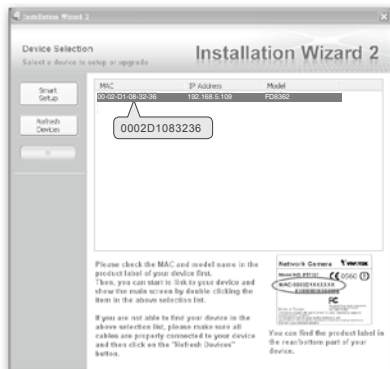 Installation Wizard 2
Device Selection
Select a device to setup or upgrade
Installation Wizard 2
MAC IP Address Model
00-02-D1-08-32-36 192.168.5.109 FD8362
0002D1083236
Smart
Setup
Refresh
Devices
Please check the MAC and model name in the
product label of your device first.
Then, you can start to link to your device and
show the main screen by double clicking the
item in the above selection list.
If you are not able to find your device in the
above selection list, please make sure all
cables are properly connected to your device
and then click on the "Refresh Devices"
button.
Network Camera VIVOTEK
0560
FC
You can find the product label in
the rear/bottom part of your
device.